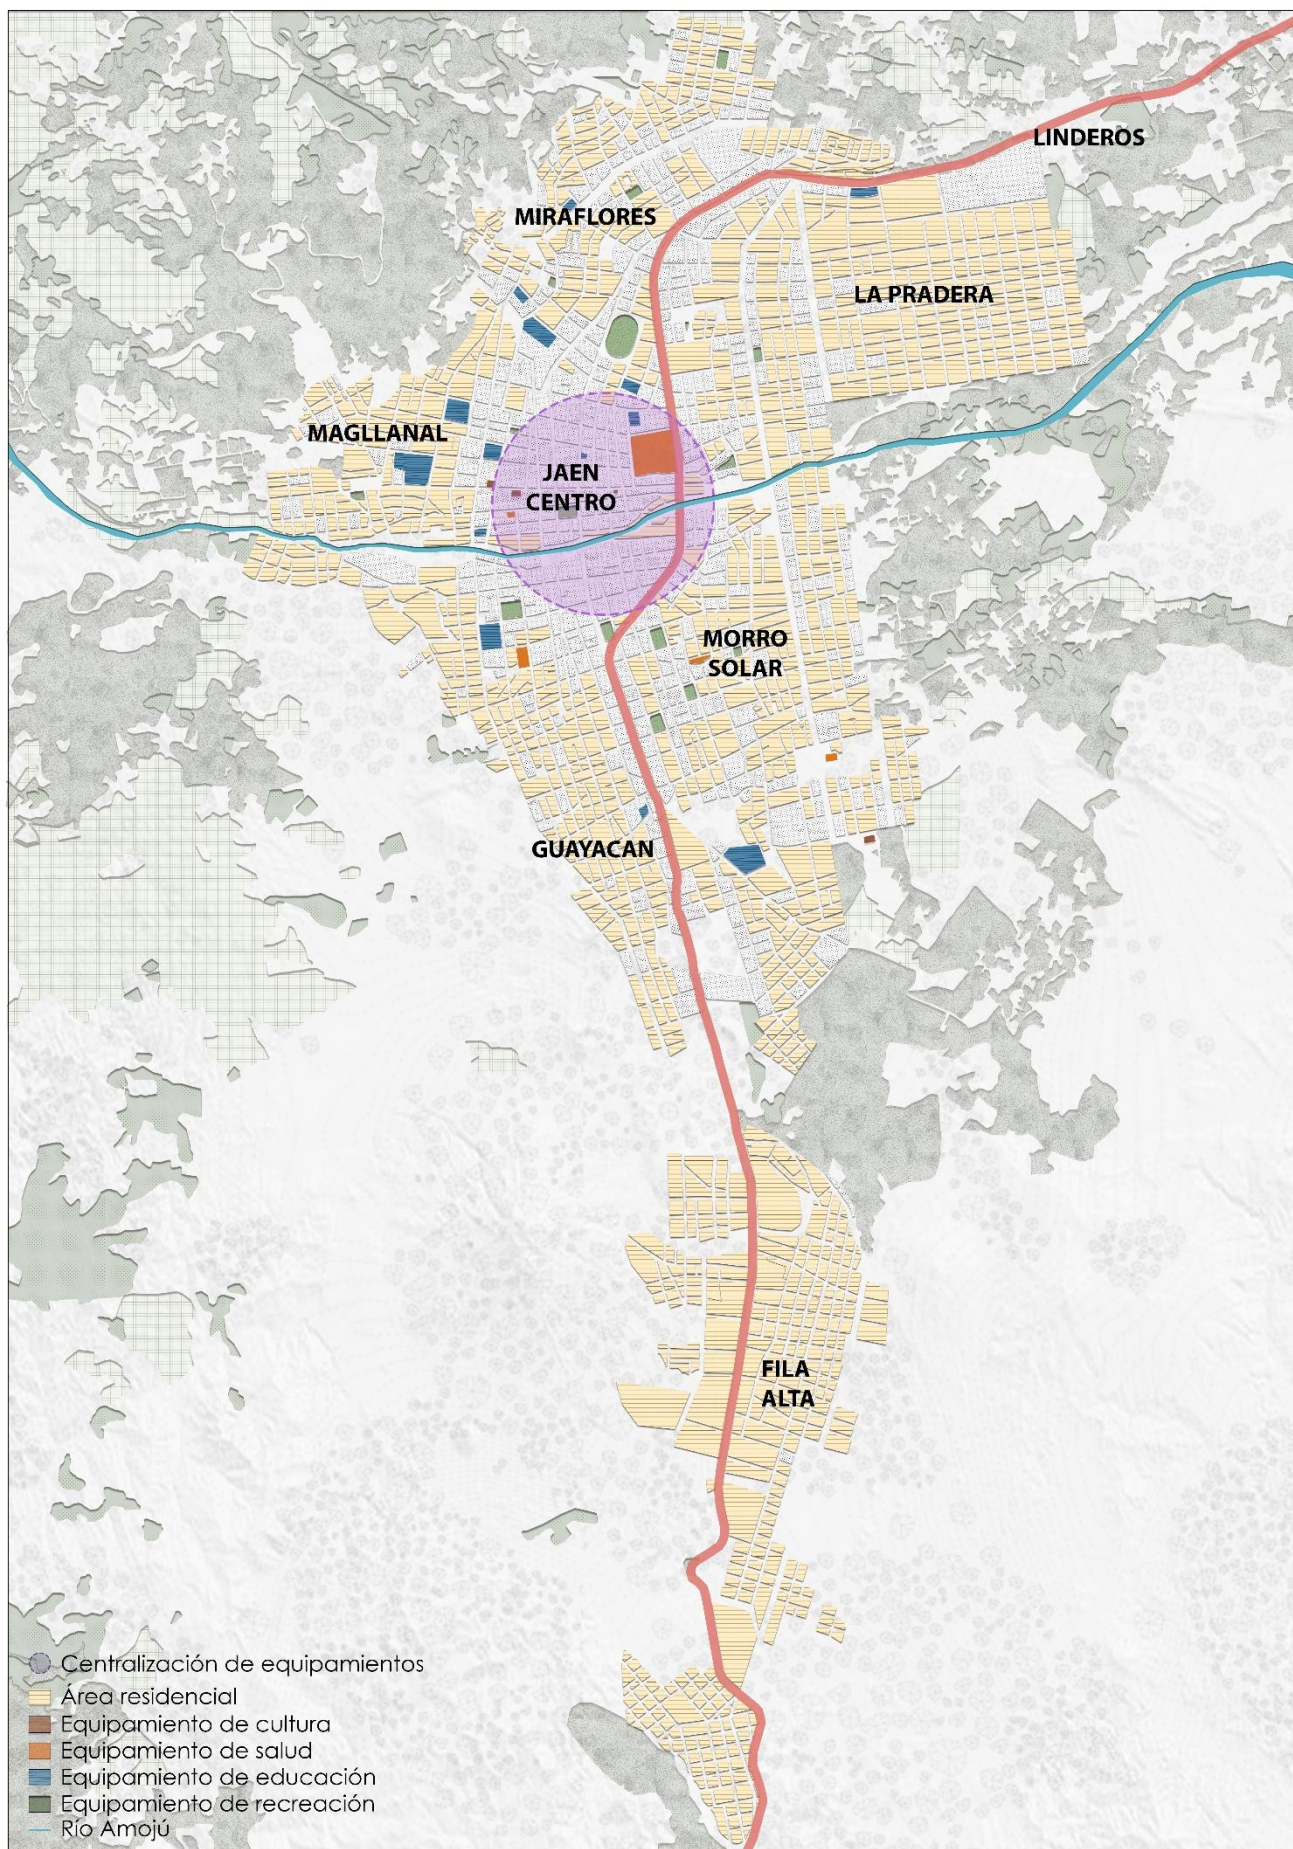 LINDEROS
MIRAFLORES
LA PRADERA
MAGLLANAL
JAEN
CENTRO
MORRO
SOLAR
GUAYACAN
FILA
ALTA
Centralización de equipamientos
Área residencial
Equipamiento de cultura
Equipamiento de salud
Equipamiento de educación
Equipamiento de recreación
Río Amojú